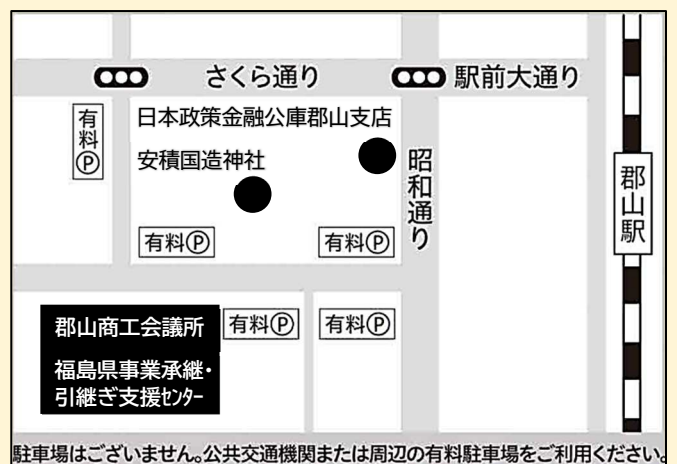 さくら通り
駅前大通り
有料Ⓟ
日本政策金融公庫郡山支店
安積国造神社
昭和通り
郡山駅
有料Ⓟ
有料Ⓟ
郡山商工会議所
福島県事業承継・
引継ぎ支援ｾﾝﾀｰ
有料Ⓟ
有料Ⓟ
駐車場はございません。公共交通機関または周辺の有料駐車場をご利用ください。